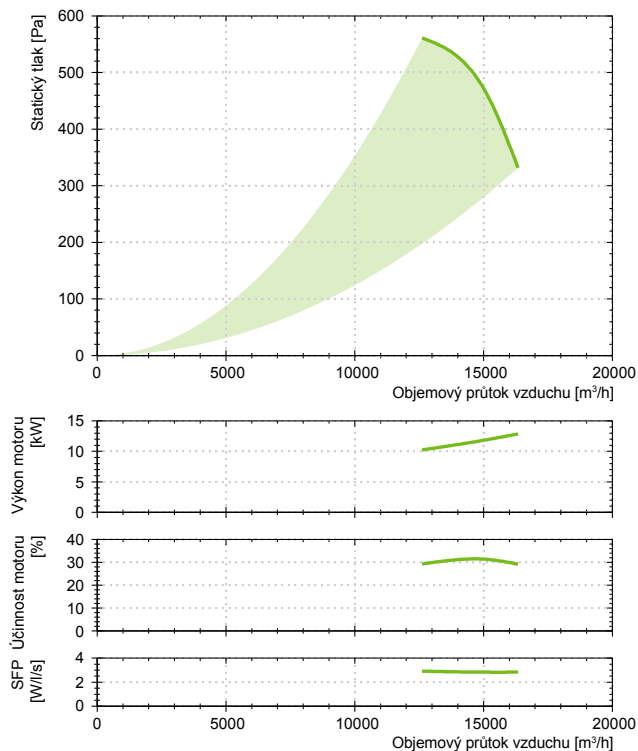 600
500
400
300
200
100
0
Statický tlak [Pa]
0 5000 10000 15000 20000
Objemový průtok vzduchu [m³/h]
15
10
5
0
Výkon motoru
[kW]
40
30
20
10
0
Účinnost motoru
[%]
4
2
0
SFP
[W/l/s]
0 5000 10000 15000 20000
Objemový průtok vzduchu [m³/h]